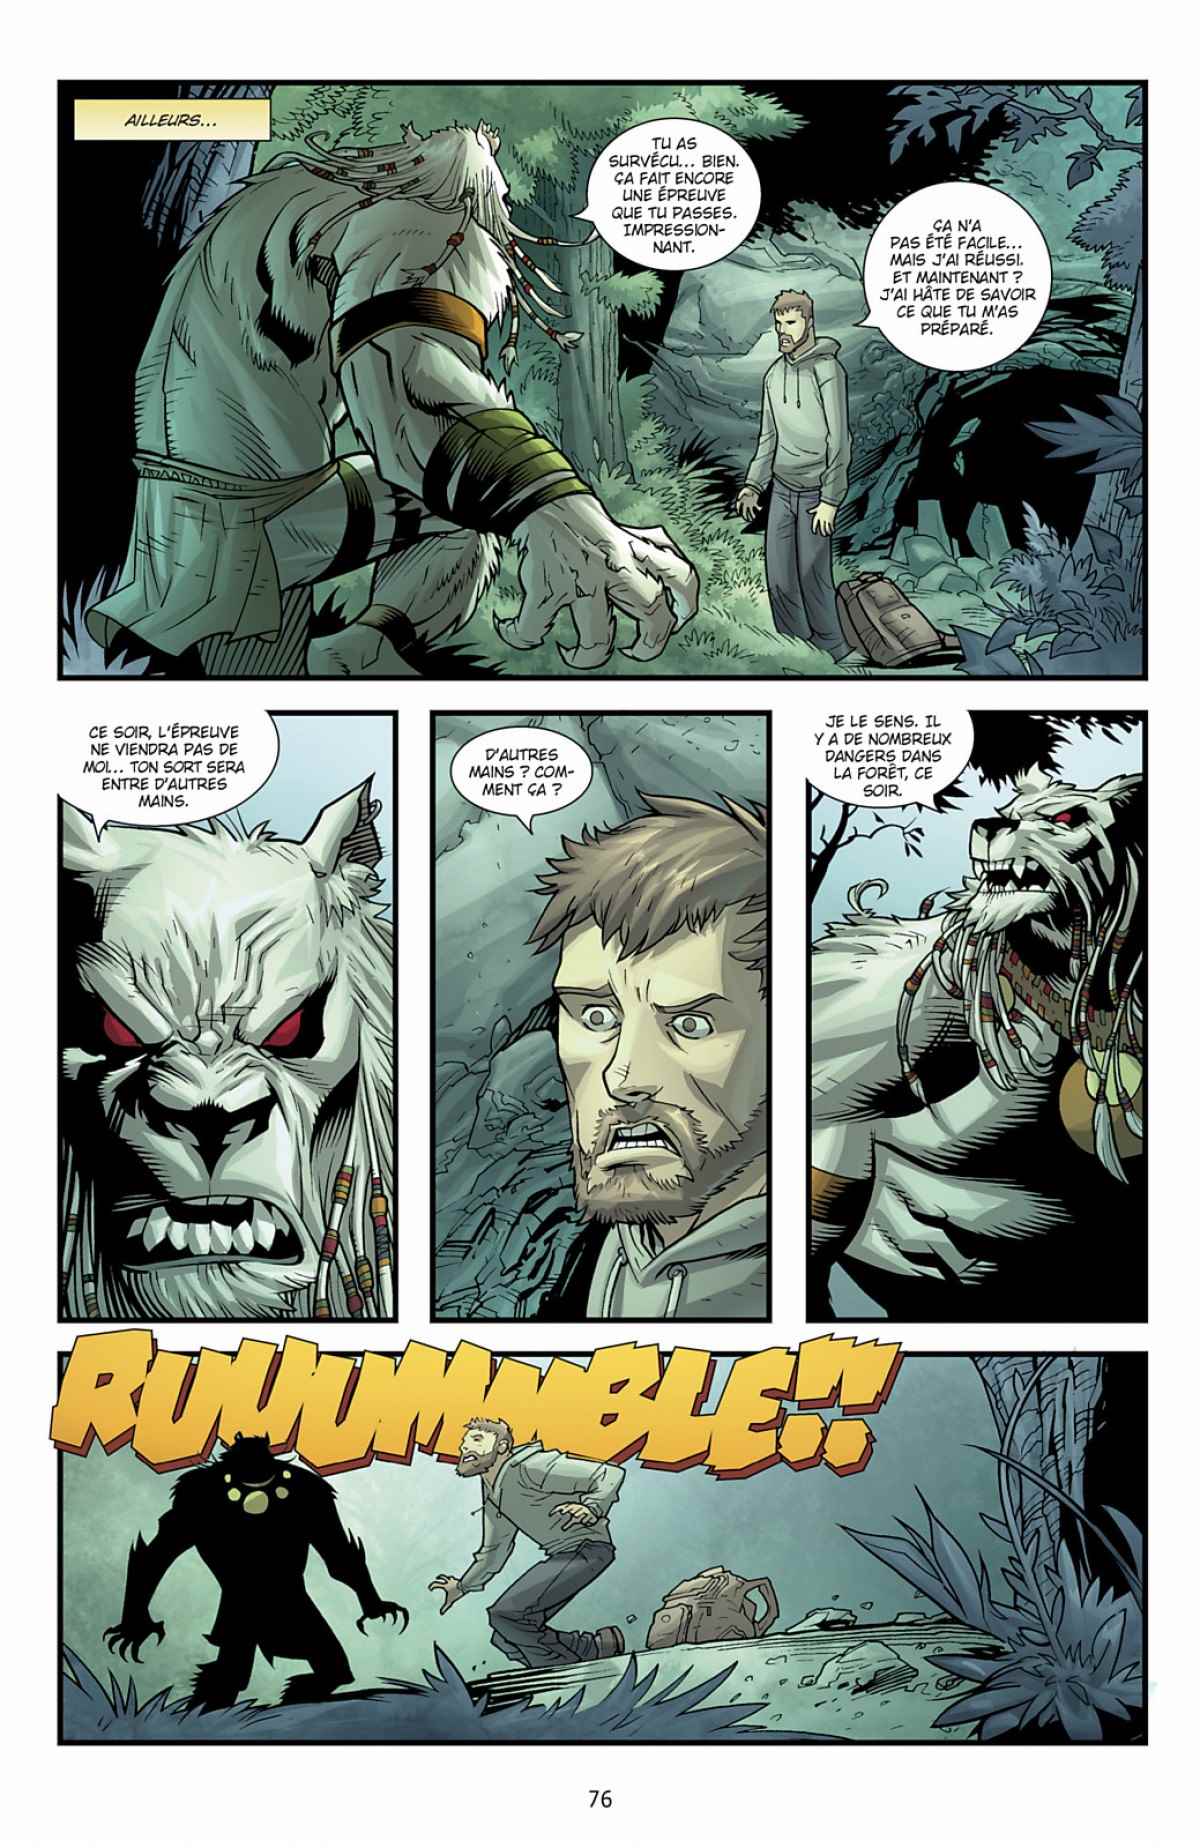 AILLEURS...
TU AS
SURVÉCU... BIEN.
ÇA FAIT ENCORE
UNE ÉPREUVE
QUE TU PASSES.
IMPRESSION-
NANT.
ÇA N'A
PAS ÉTÉ FACILE...
MAIS J'AI RÉUSSI.
ET MAINTENANT ?
J'AI HÂTE DE SAVOIR
CE QUE TU M'AS
PRÉPARÉ.
CE SOIR, L'ÉPREUVE
NE VIENDRA PAS DE
MOI... TON SORT SERA
ENTRE D'AUTRES
MAINS.
D'AUTRES
MAINS ? COM-
MENT ÇA ?
JE LE SENS. IL
Y A DE NOMBREUX
DANGERS DANS
LA FORÊT, CE
SOIR.
RUUUMMMBLE!!
76